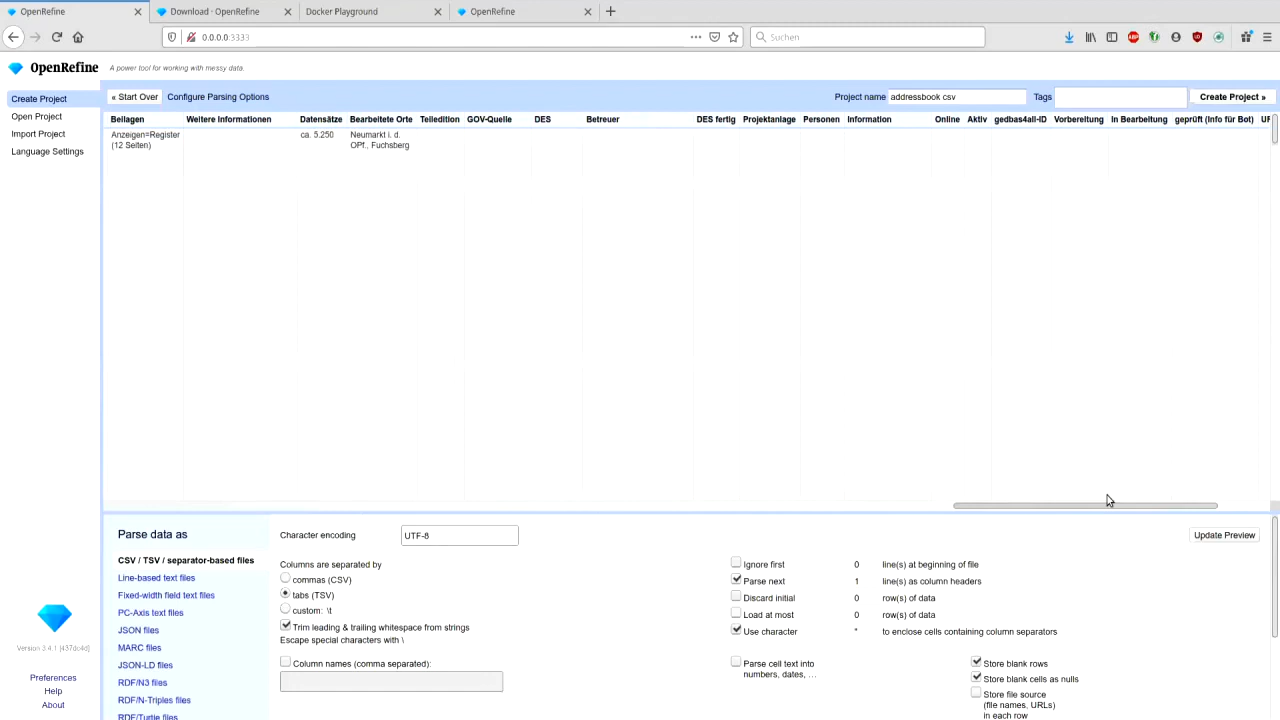 OpenRefine
Download · OpenRefine
Docker Playground
OpenRefine
0.0.0.0:3333
Suchen
OpenRefine
A power tool for working with messy data.
Create Project
Open Project
Import Project
Language Settings
« Start Over
Configure Parsing Options
Project name
addressbook csv
Tags
Create Project »
Beilagen Weitere Informationen Datensätze Bearbeitete Orte Teiledition GOV-Quelle DES Betreuer DES fertig Projektanlage Personen Information Online Aktiv gedbas4all-ID Vorbereitung In Bearbeitung geprüft (Info für Bot) UR
Anzeigen=Register ca. 5.250 Neumarkt i. d.
(12 Seiten) OPf., Fuchsberg
Parse data as
CSV / TSV / separator-based files
Line-based text files
Fixed-width field text files
PC-Axis text files
JSON files
MARC files
JSON-LD files
RDF/N3 files
RDF/N-Triples files
RDF/Turtle files
Character encoding
UTF-8
Update Preview
Columns are separated by
commas (CSV)
tabs (TSV)
custom: \t
Trim leading & trailing whitespace from strings
Escape special characters with \
Column names (comma separated):
Ignore first 0 line(s) at beginning of file
Parse next 1 line(s) as column headers
Discard initial 0 row(s) of data
Load at most 0 row(s) of data
Use character " to enclose cells containing column separators
Parse cell text into
numbers, dates, ...
Store blank rows
Store blank cells as nulls
Store file source
(file names, URLs)
in each row
Version 3.4.1 [437dc4d]
Preferences
Help
About